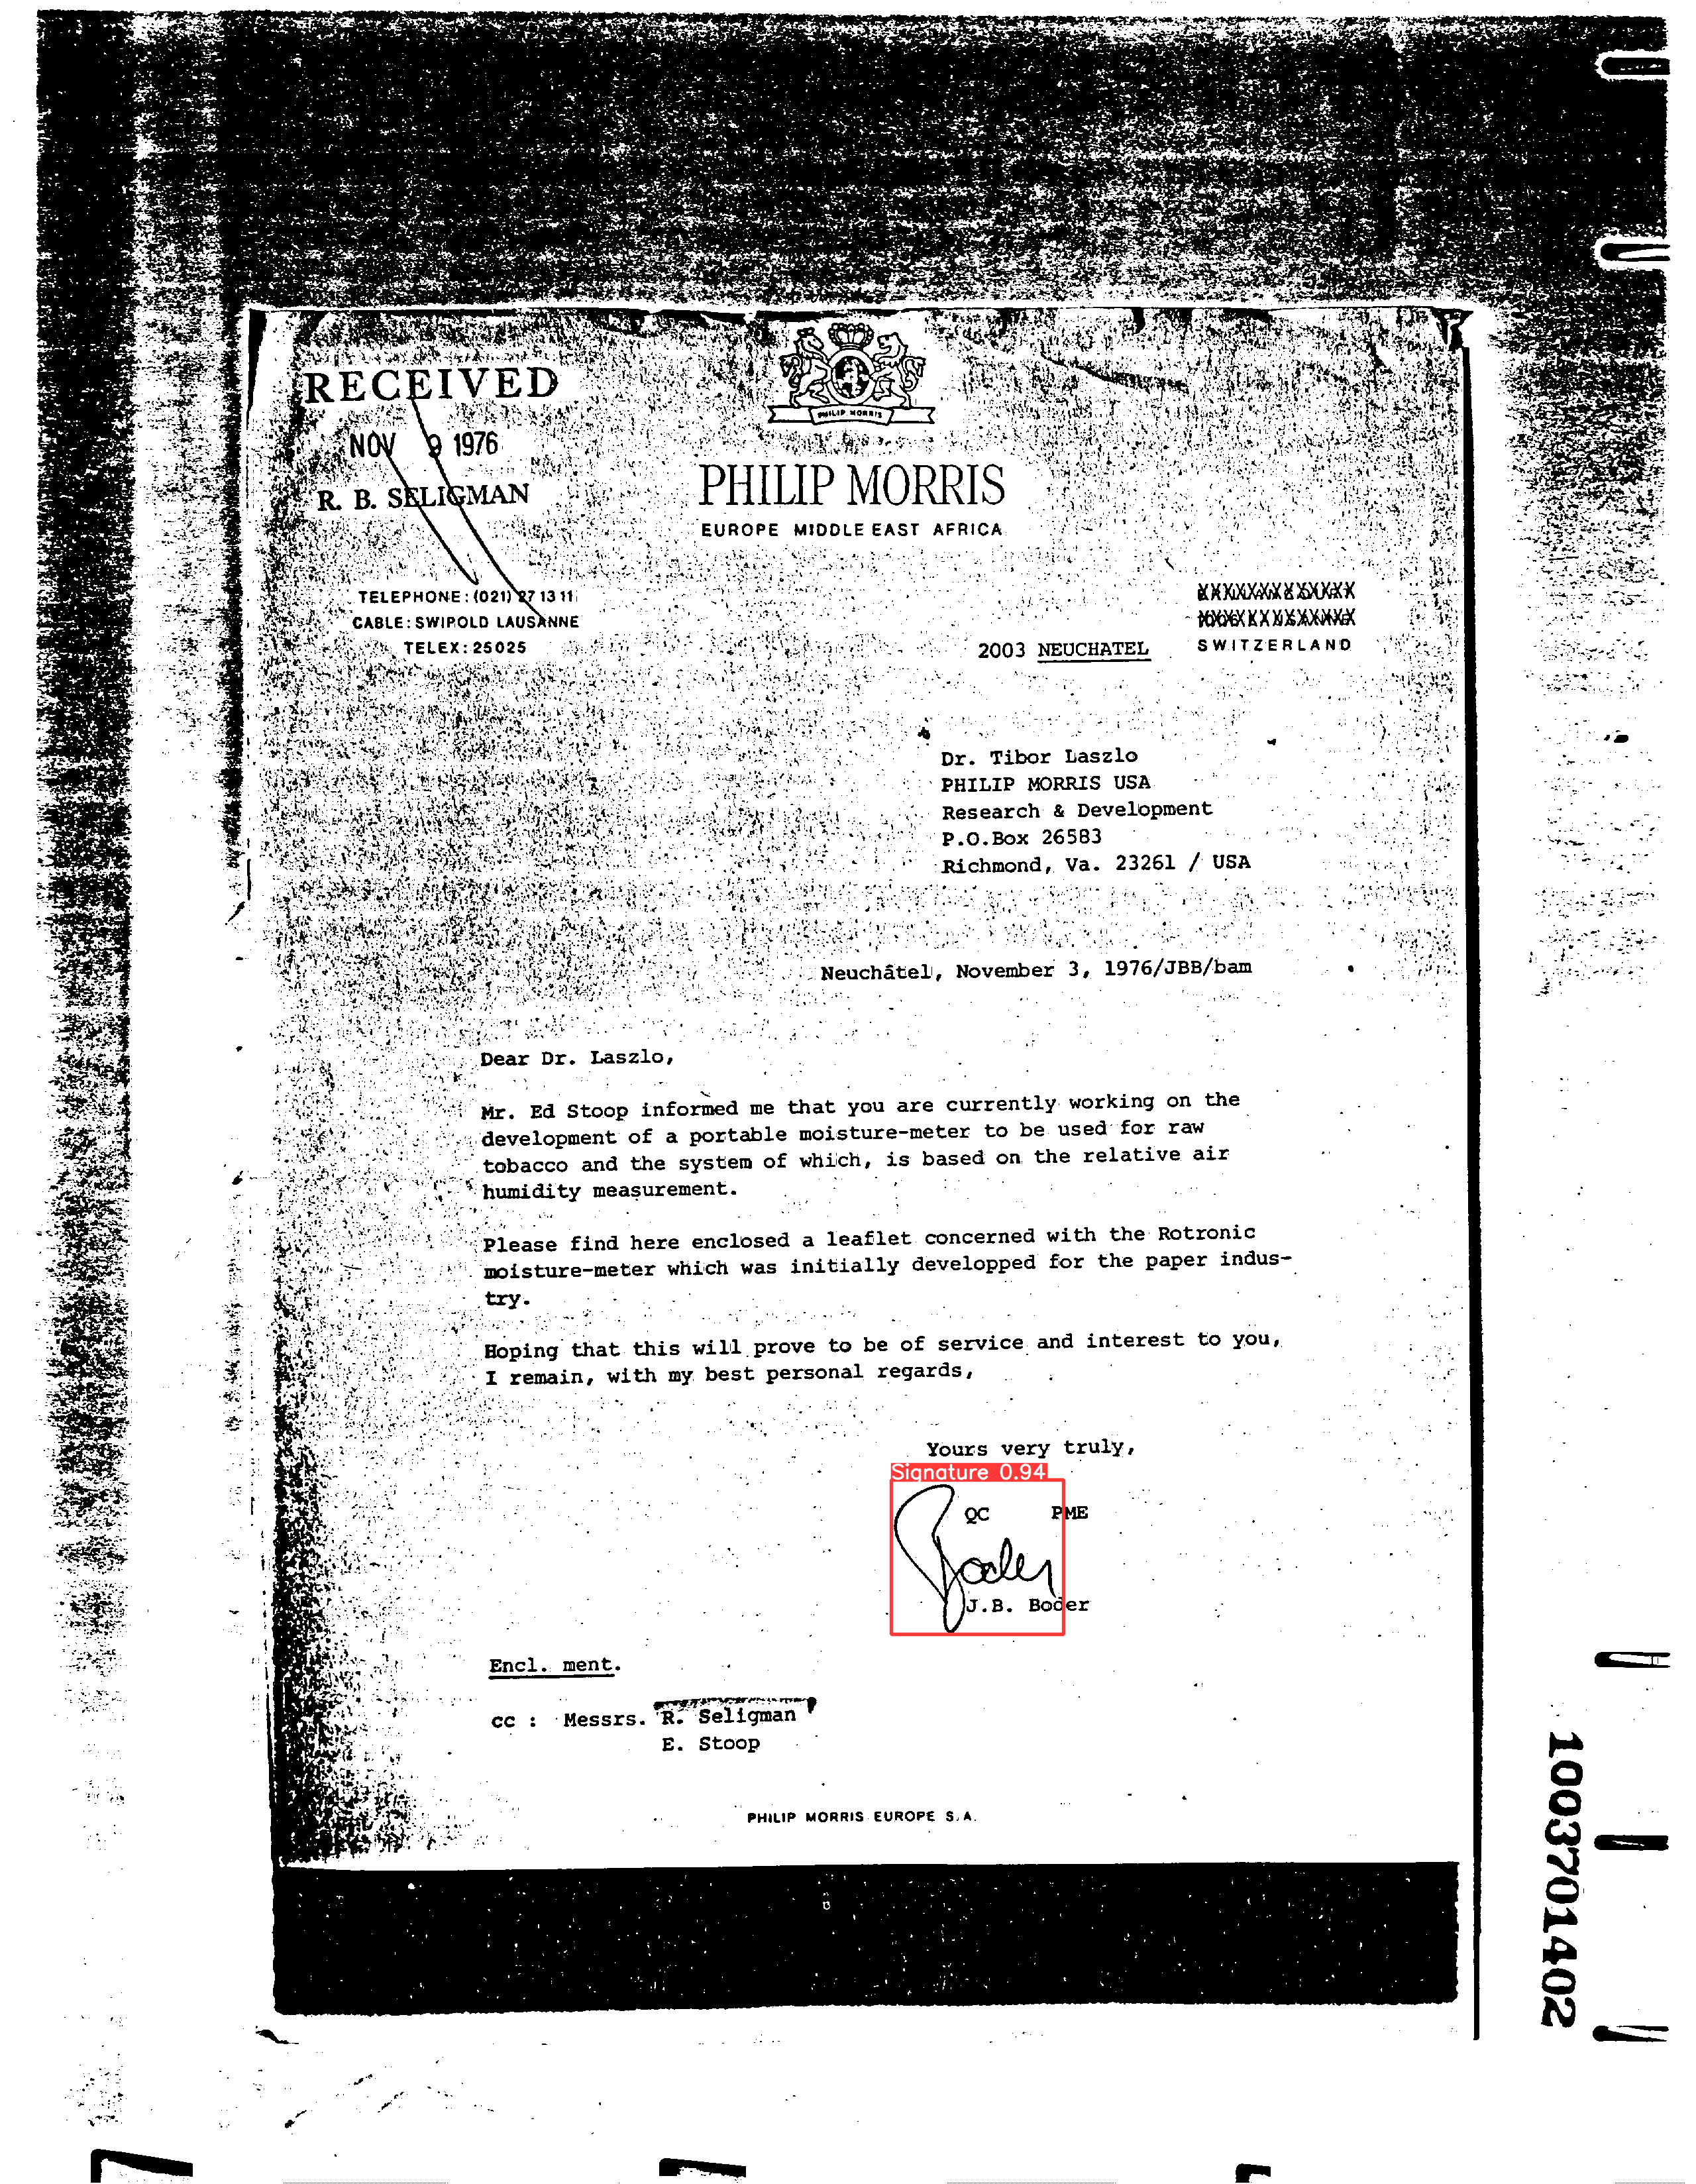 RECEIVED
NOV 9 1976
R. B. SELIGMAN
PHILIP MORRIS
PHILIP MORRIS
EUROPE MIDDLE EAST AFRICA
TELEPHONE: (021) 27 13 11
CABLE: SWIPOLD LAUSANNE
TELEX: 25025
2003 NEUCHATEL
SWITZERLAND
Dr. Tibor Laszlo
PHILIP MORRIS USA
Research & Development
P.O.Box 26583
Richmond, Va. 23261 / USA
Neuchâtel, November 3, 1976/JBB/bam
Dear Dr. Laszlo,
Mr. Ed Stoop informed me that you are currently working on the
development of a portable moisture-meter to be used for raw
tobacco and the system of which, is based on the relative air
humidity measurement.
Please find here enclosed a leaflet concerned with the Rotronic
moisture-meter which was initially developped for the paper indus-
try.
Hoping that this will prove to be of service and interest to you,
I remain, with my best personal regards,
Yours very truly,
Signature 0.94
QC PME
Boder
J.B. Boder
Encl. ment.
cc : Messrs. R. Seligman
E. Stoop
PHILIP MORRIS EUROPE S.A.
1003701402